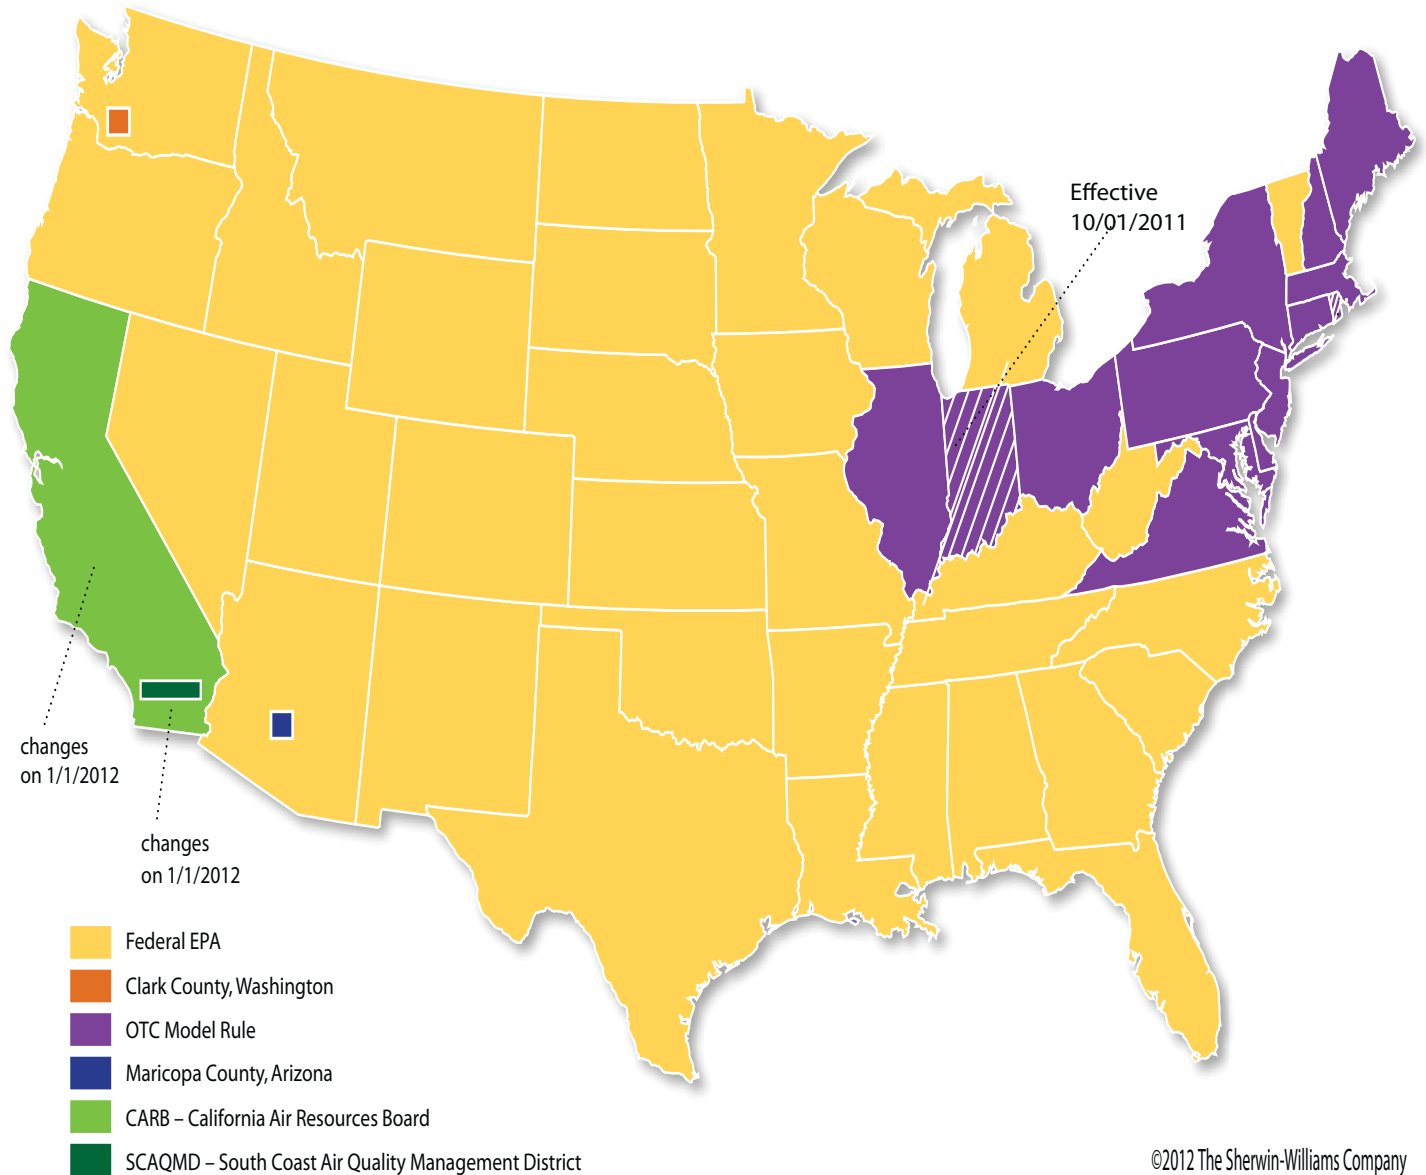 Effective
10/01/2011
changes
on 1/1/2012
changes
on 1/1/2012
Federal EPA
Clark County, Washington
OTC Model Rule
Maricopa County, Arizona
CARB – California Air Resources Board
SCAQMD – South Coast Air Quality Management District
©2012 The Sherwin-Williams Company